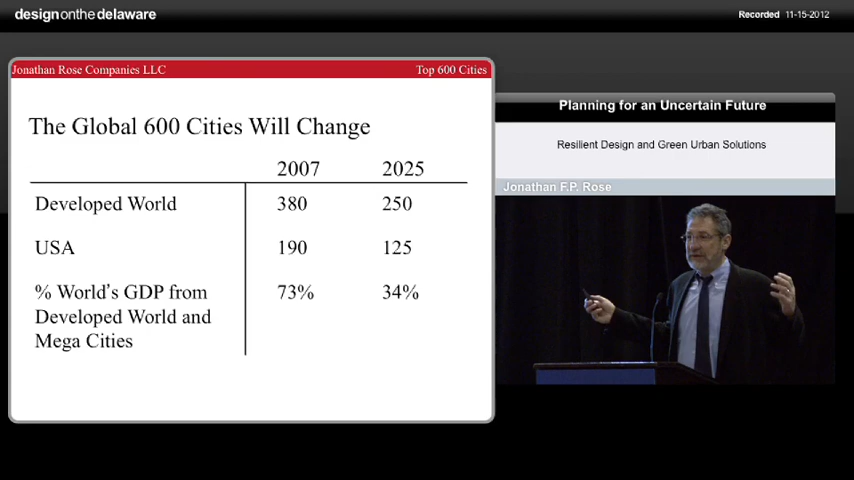 designonthedelaware
Recorded 11-15-2012
Jonathan Rose Companies LLC
Top 600 Cities
The Global 600 Cities Will Change
2007 2025
Developed World 380 250
USA 190 125
% World's GDP from 73% 34%
Developed World and
Mega Cities
Planning for an Uncertain Future
Resilient Design and Green Urban Solutions
Jonathan F.P. Rose